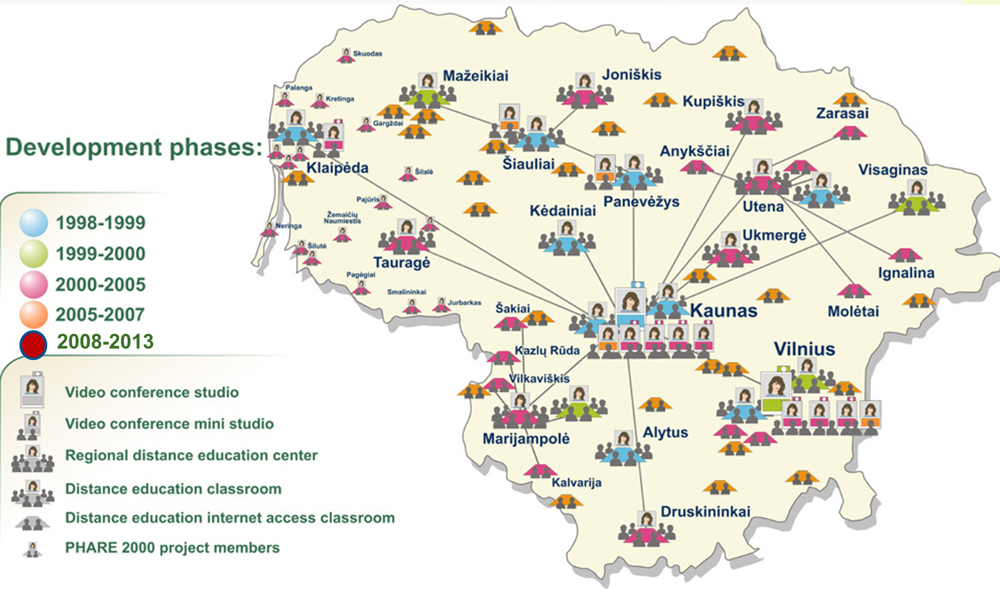 Development phases:
1998-1999
1999-2000
2000-2005
2005-2007
2008-2013
Video conference studio
Video conference mini studio
Regional distance education center
Distance education classroom
Distance education internet access classroom
PHARE 2000 project members
Skuodas
Mažeikiai
Joniškis
Palanga
Kretinga
Kupiškis
Zarasai
Gargždai
Anykščiai
Klaipėda
Šiauliai
Visaginas
Šilalė
Panevėžys
Utena
Pajūris
Kėdainiai
Žemaičių
Naumiestis
Neringa
Ukmergė
Šilutė
Tauragė
Ignalina
Pagėgiai
Smalininkai
Jurbarkas
Šakiai
Kaunas
Molėtai
Kazlų Rūda
Vilnius
Vilkaviškis
Marijampolė
Alytus
Kalvarija
Druskininkai